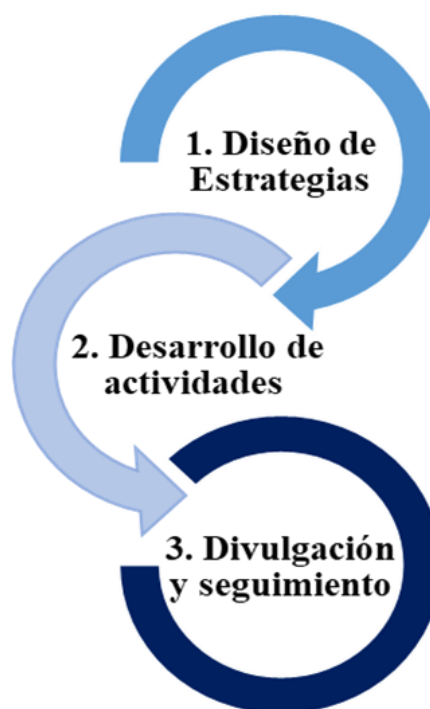 1. Diseño de
Estrategias
2. Desarrollo de
actividades
3. Divulgación
y seguimiento